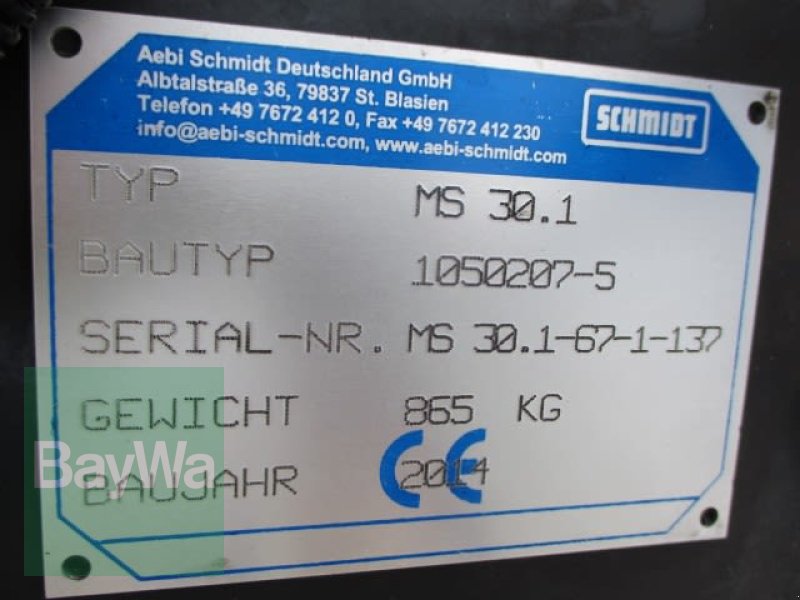 Aebi Schmidt Deutschland GmbH
Albtalstraße 36, 79837 St. Blasien
Telefon +49 7672 412 0, Fax +49 7672 412 230
info@aebi-schmidt.com, www.aebi-schmidt.com
SCHMIDT
TYP MS 30.1
BAUTYP 1050207-5
SERIAL-NR. MS 30.1-67-1-137
GEWICHT 865 KG
BAUJAHR 2014
CE
BayWa